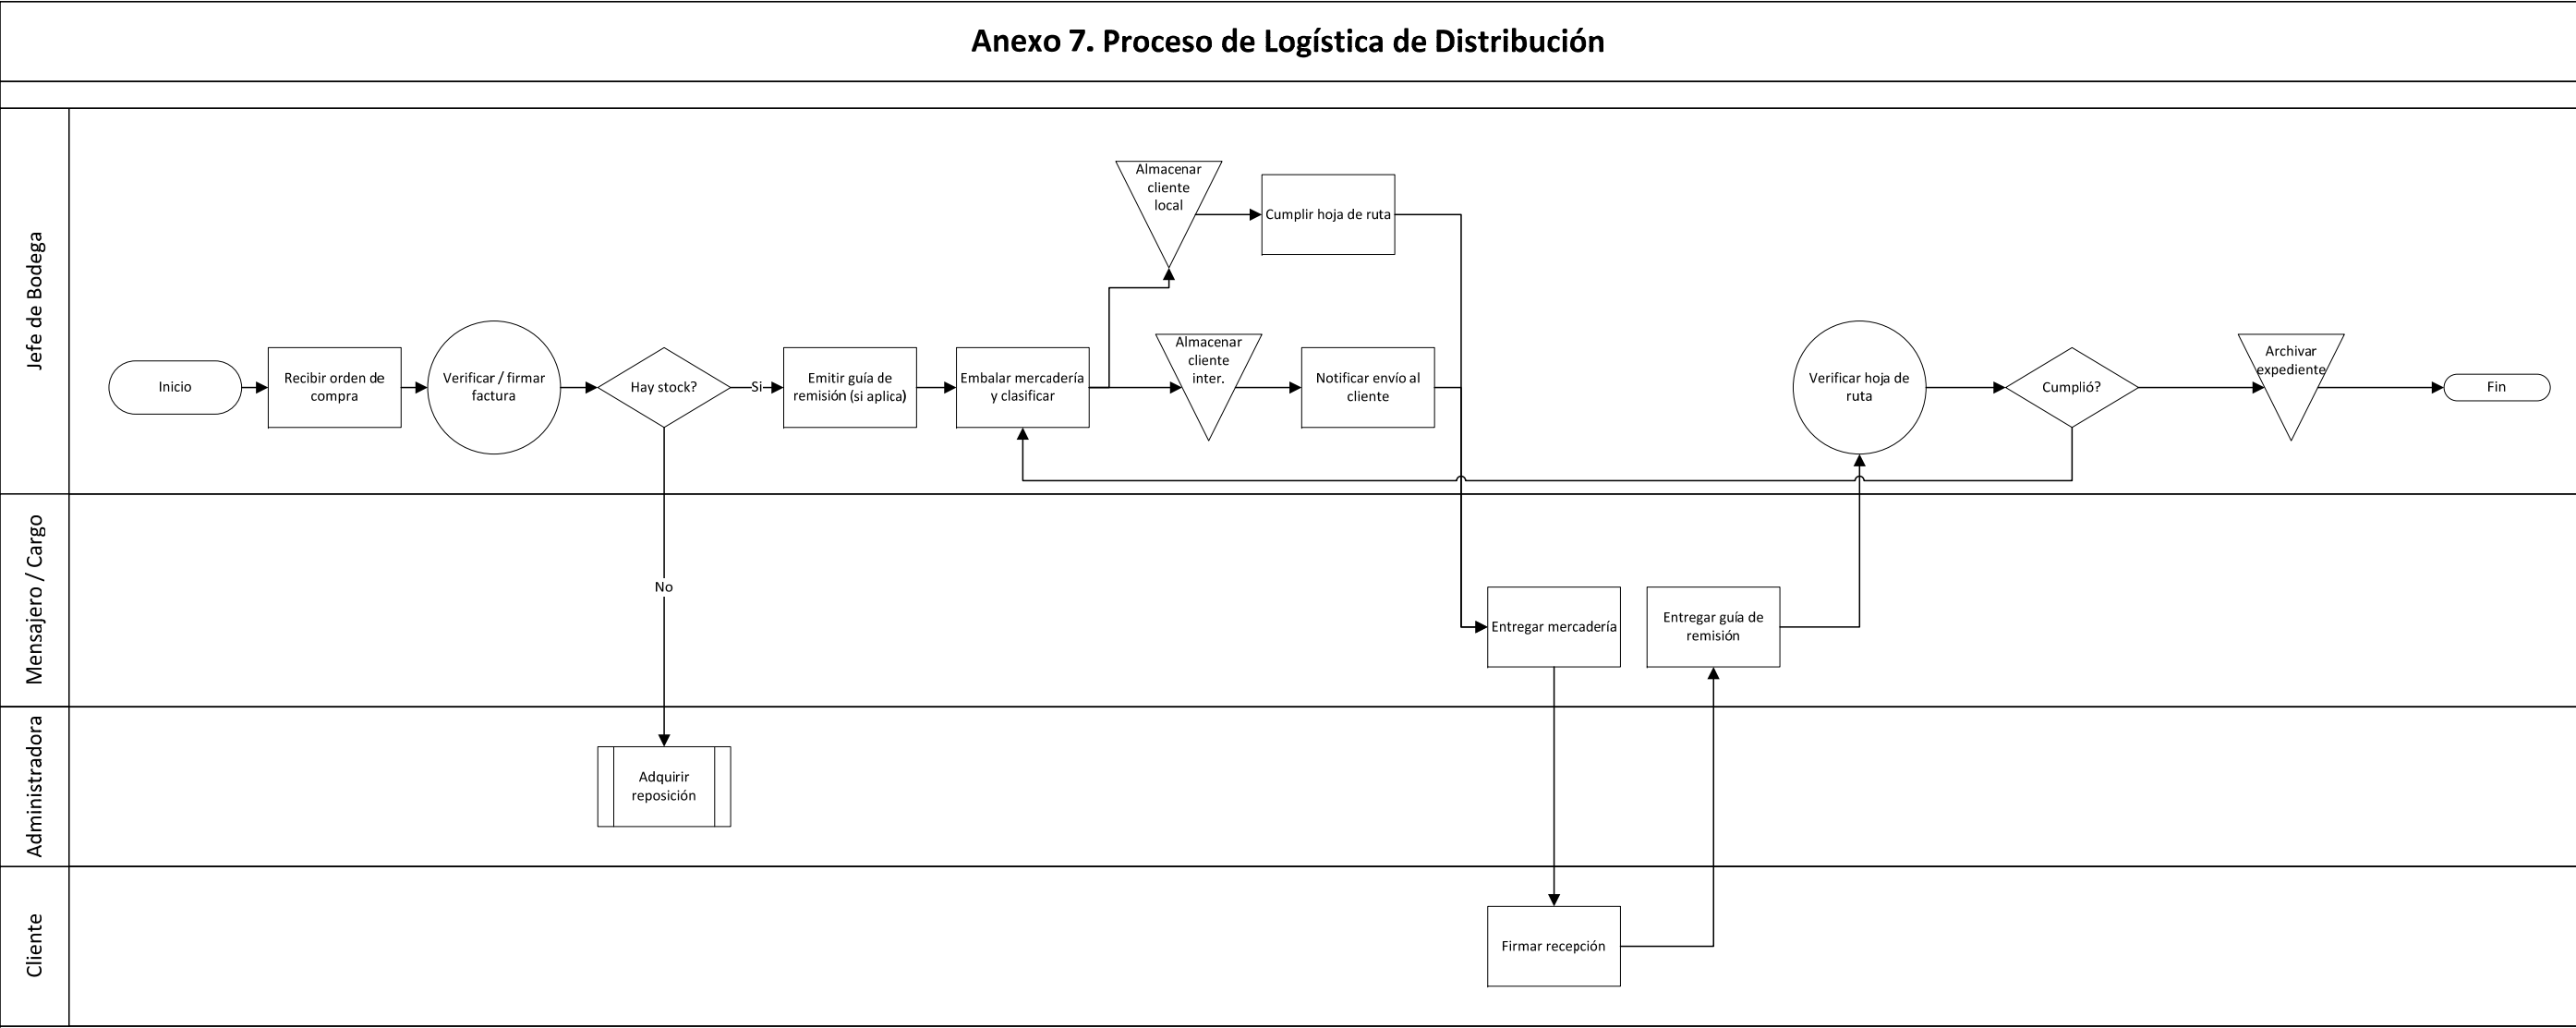 Anexo 7. Proceso de Logística de Distribución
Jefe de Bodega
Inicio
Recibir orden de
compra
Verificar / firmar
factura
Hay stock?
Si
No
Emitir guía de
remisión (si aplica)
Embalar mercadería
y clasificar
Almacenar
cliente
local
Cumplir hoja de ruta
Almacenar
cliente
inter.
Notificar envío al
cliente
Verificar hoja de
ruta
Cumplió?
Archivar
expediente
Fin
Mensajero / Cargo
Entregar mercadería
Entregar guía de
remisión
Administradora
Adquirir
reposición
Cliente
Firmar recepción